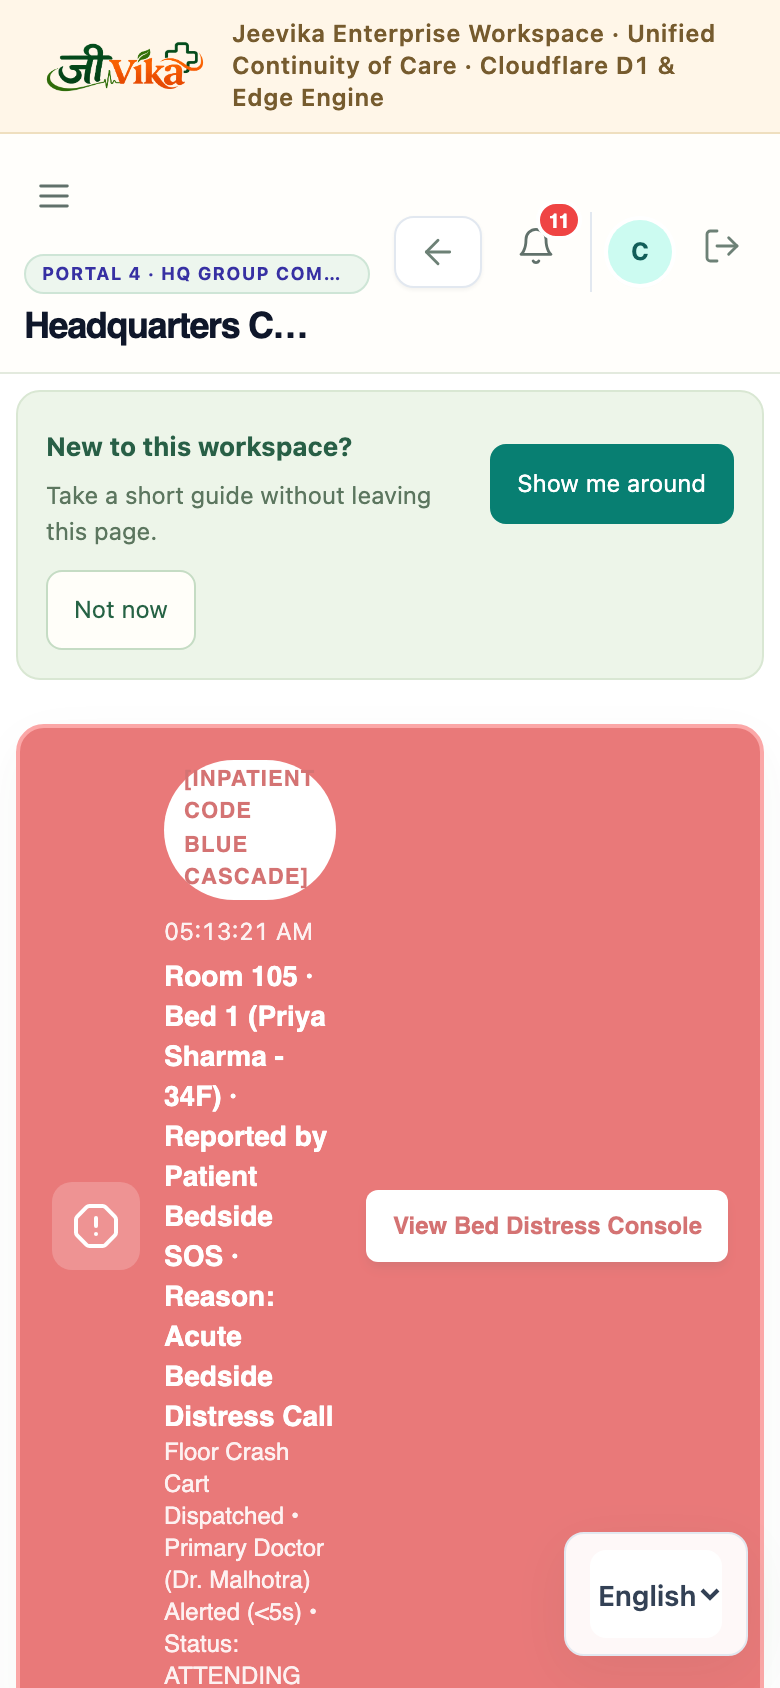 जीvika
Jeevika Enterprise Workspace · Unified
Continuity of Care · Cloudflare D1 &
Edge Engine
11
C
PORTAL 4 · HQ GROUP COM...
Headquarters C...
New to this workspace?
Take a short guide without leaving
this page.
Show me around
Not now
[INPATIENT
CODE
BLUE
CASCADE]
05:13:21 AM
Room 105 ·
Bed 1 (Priya
Sharma -
34F) ·
Reported by
Patient
Bedside
SOS ·
Reason:
Acute
Bedside
Distress Call
Floor Crash
Cart
Dispatched •
Primary Doctor
(Dr. Malhotra)
Alerted (<5s) •
Status:
ATTENDING
View Bed Distress Console
English